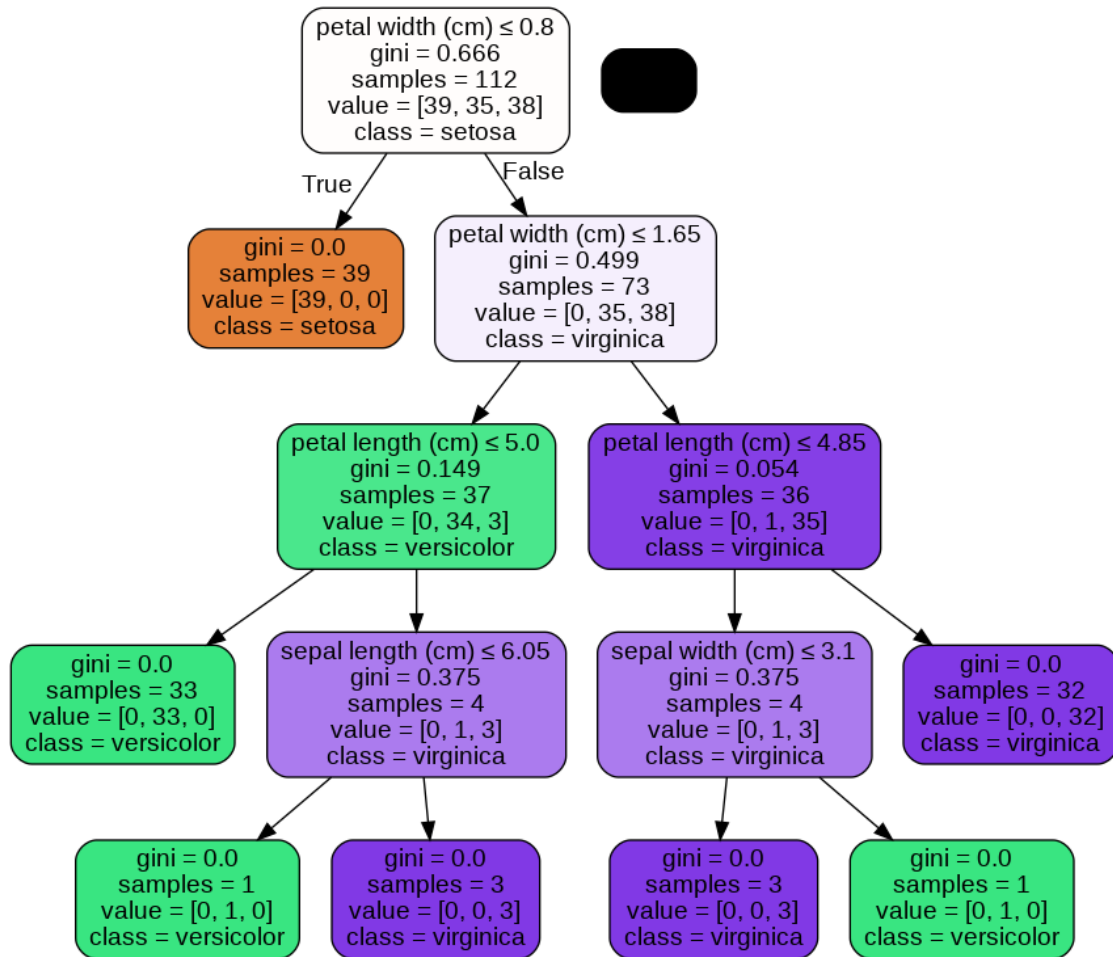 petal width (cm) ≤ 0.8
gini = 0.666
samples = 112
value = [39, 35, 38]
class = setosa
True
False
gini = 0.0
samples = 39
value = [39, 0, 0]
class = setosa
petal width (cm) ≤ 1.65
gini = 0.499
samples = 73
value = [0, 35, 38]
class = virginica
petal length (cm) ≤ 5.0
gini = 0.149
samples = 37
value = [0, 34, 3]
class = versicolor
petal length (cm) ≤ 4.85
gini = 0.054
samples = 36
value = [0, 1, 35]
class = virginica
gini = 0.0
samples = 33
value = [0, 33, 0]
class = versicolor
sepal length (cm) ≤ 6.05
gini = 0.375
samples = 4
value = [0, 1, 3]
class = virginica
sepal width (cm) ≤ 3.1
gini = 0.375
samples = 4
value = [0, 1, 3]
class = virginica
gini = 0.0
samples = 32
value = [0, 0, 32]
class = virginica
gini = 0.0
samples = 1
value = [0, 1, 0]
class = versicolor
gini = 0.0
samples = 3
value = [0, 0, 3]
class = virginica
gini = 0.0
samples = 3
value = [0, 0, 3]
class = virginica
gini = 0.0
samples = 1
value = [0, 1, 0]
class = versicolor